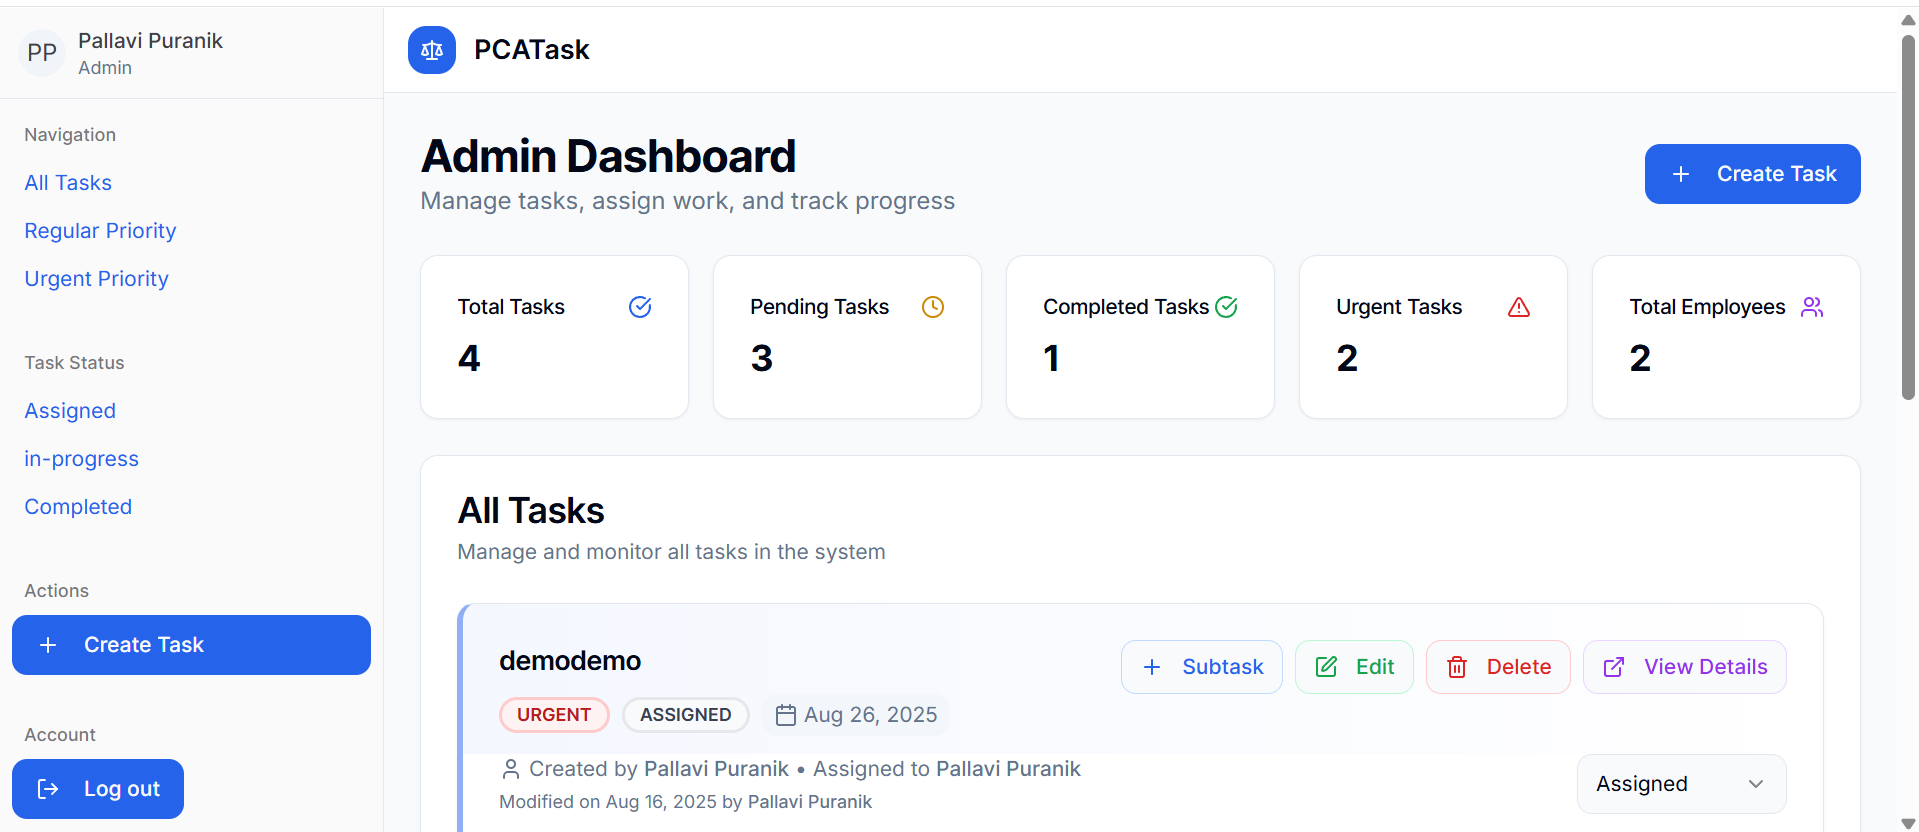 PP
Pallavi Puranik
Admin
Navigation
All Tasks
Regular Priority
Urgent Priority
Task Status
Assigned
in-progress
Completed
Actions
Create Task
Account
Log out
PCATask
Admin Dashboard
Manage tasks, assign work, and track progress
Create Task
Total Tasks
4
Pending Tasks
3
Completed Tasks
1
Urgent Tasks
2
Total Employees
2
All Tasks
Manage and monitor all tasks in the system
demodemo
Subtask
Edit
Delete
View Details
URGENT
ASSIGNED
Aug 26, 2025
Created by Pallavi Puranik • Assigned to Pallavi Puranik
Modified on Aug 16, 2025 by Pallavi Puranik
Assigned